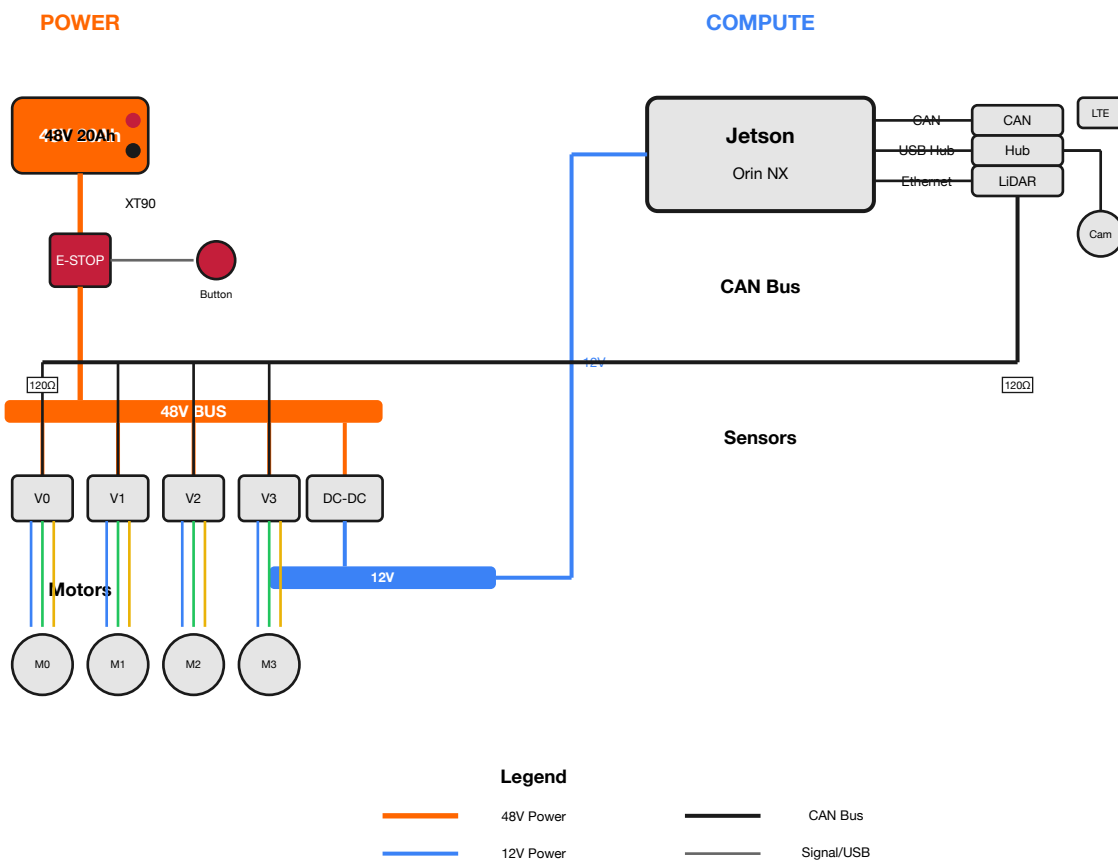 POWER
COMPUTE
48V 20Ah
XT90
E-STOP
Button
Jetson
Orin NX
CAN
USB Hub
Ethernet
CAN
Hub
LiDAR
LTE
Cam
CAN Bus
12V
120Ω
120Ω
48V BUS
Sensors
V0
V1
V2
V3
DC-DC
12V
Motors
M0
M1
M2
M3
Legend
48V Power
CAN Bus
12V Power
Signal/USB